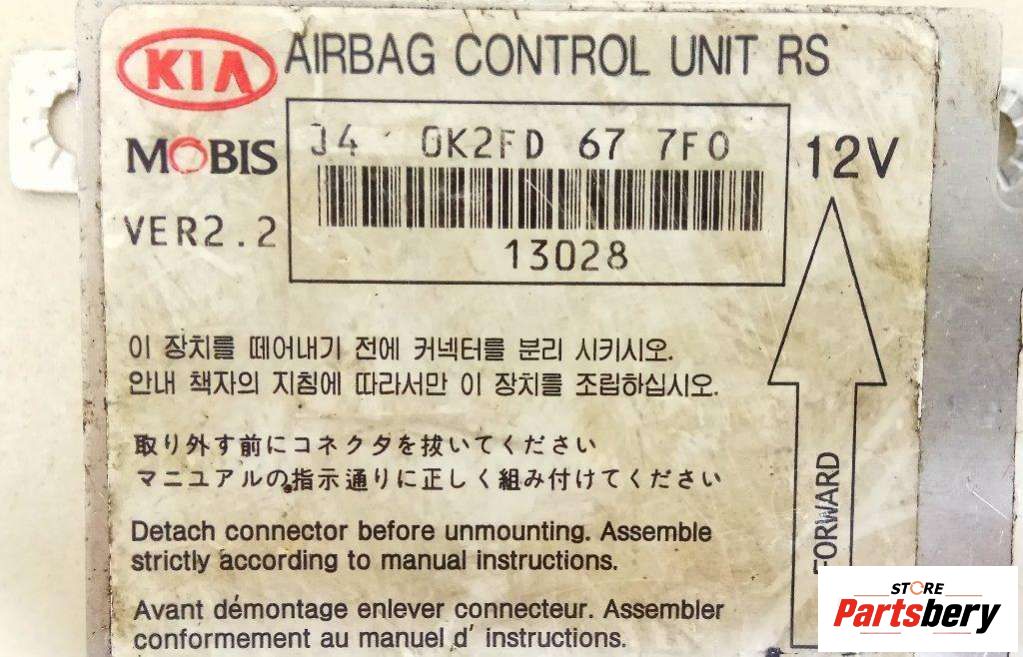 KIA AIRBAG CONTROL UNIT RS
MOBIS
J4 0K2FD 67 7F0
12V
VER2.2
13028
이 장치를 떼어내기 전에 커넥터를 분리 시키시오.
안내 책자의 지침에 따라서만 이 장치를 조립하십시오.
取り外す前にコネクタを抜いてください
マニュアルの指示通りに正しく組み付けてください
FORWARD
Detach connector before unmounting. Assemble
strictly according to manual instructions.
Avant démontage enlever connecteur. Assembler
conformement au manuel d' instructions.
STORE
Partsbery